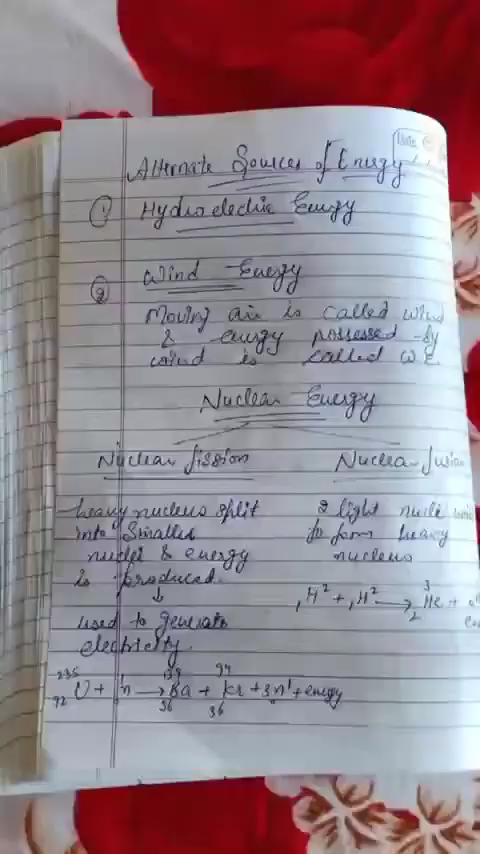 Alternate Sources of Energy
① Hydroelectric Energy
② Wind Energy
Moving air is called wind
& energy possessed by
wind is called W.E
Nuclear Energy
Nuclear fission
heavy nucleus split
into Smaller
nuclei & energy
is produced.
↓
used to generate
electricity.
Nuclear fusion
2 light nuclei
to form heavy
nucleus
₁H² + ₁H² → ₂³He +
²³⁵₉₂U + ¹n → ¹³⁹₃₆Ba + ⁹⁴₃₆Kr + 3n¹ + energy